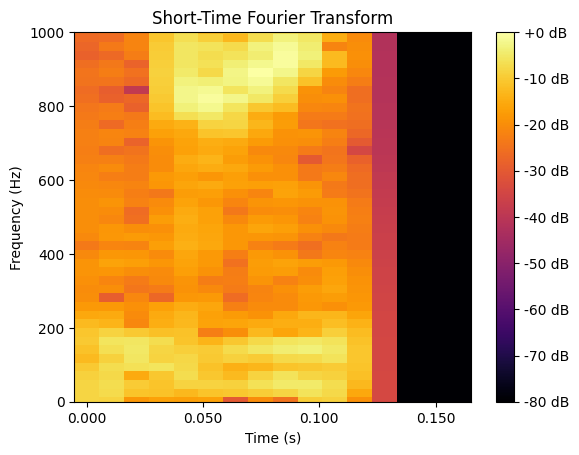 Short-Time Fourier Transform
1000
800
600
400
200
0
Frequency (Hz)
0.000
0.050
0.100
0.150
Time (s)
+0 dB
-10 dB
-20 dB
-30 dB
-40 dB
-50 dB
-60 dB
-70 dB
-80 dB